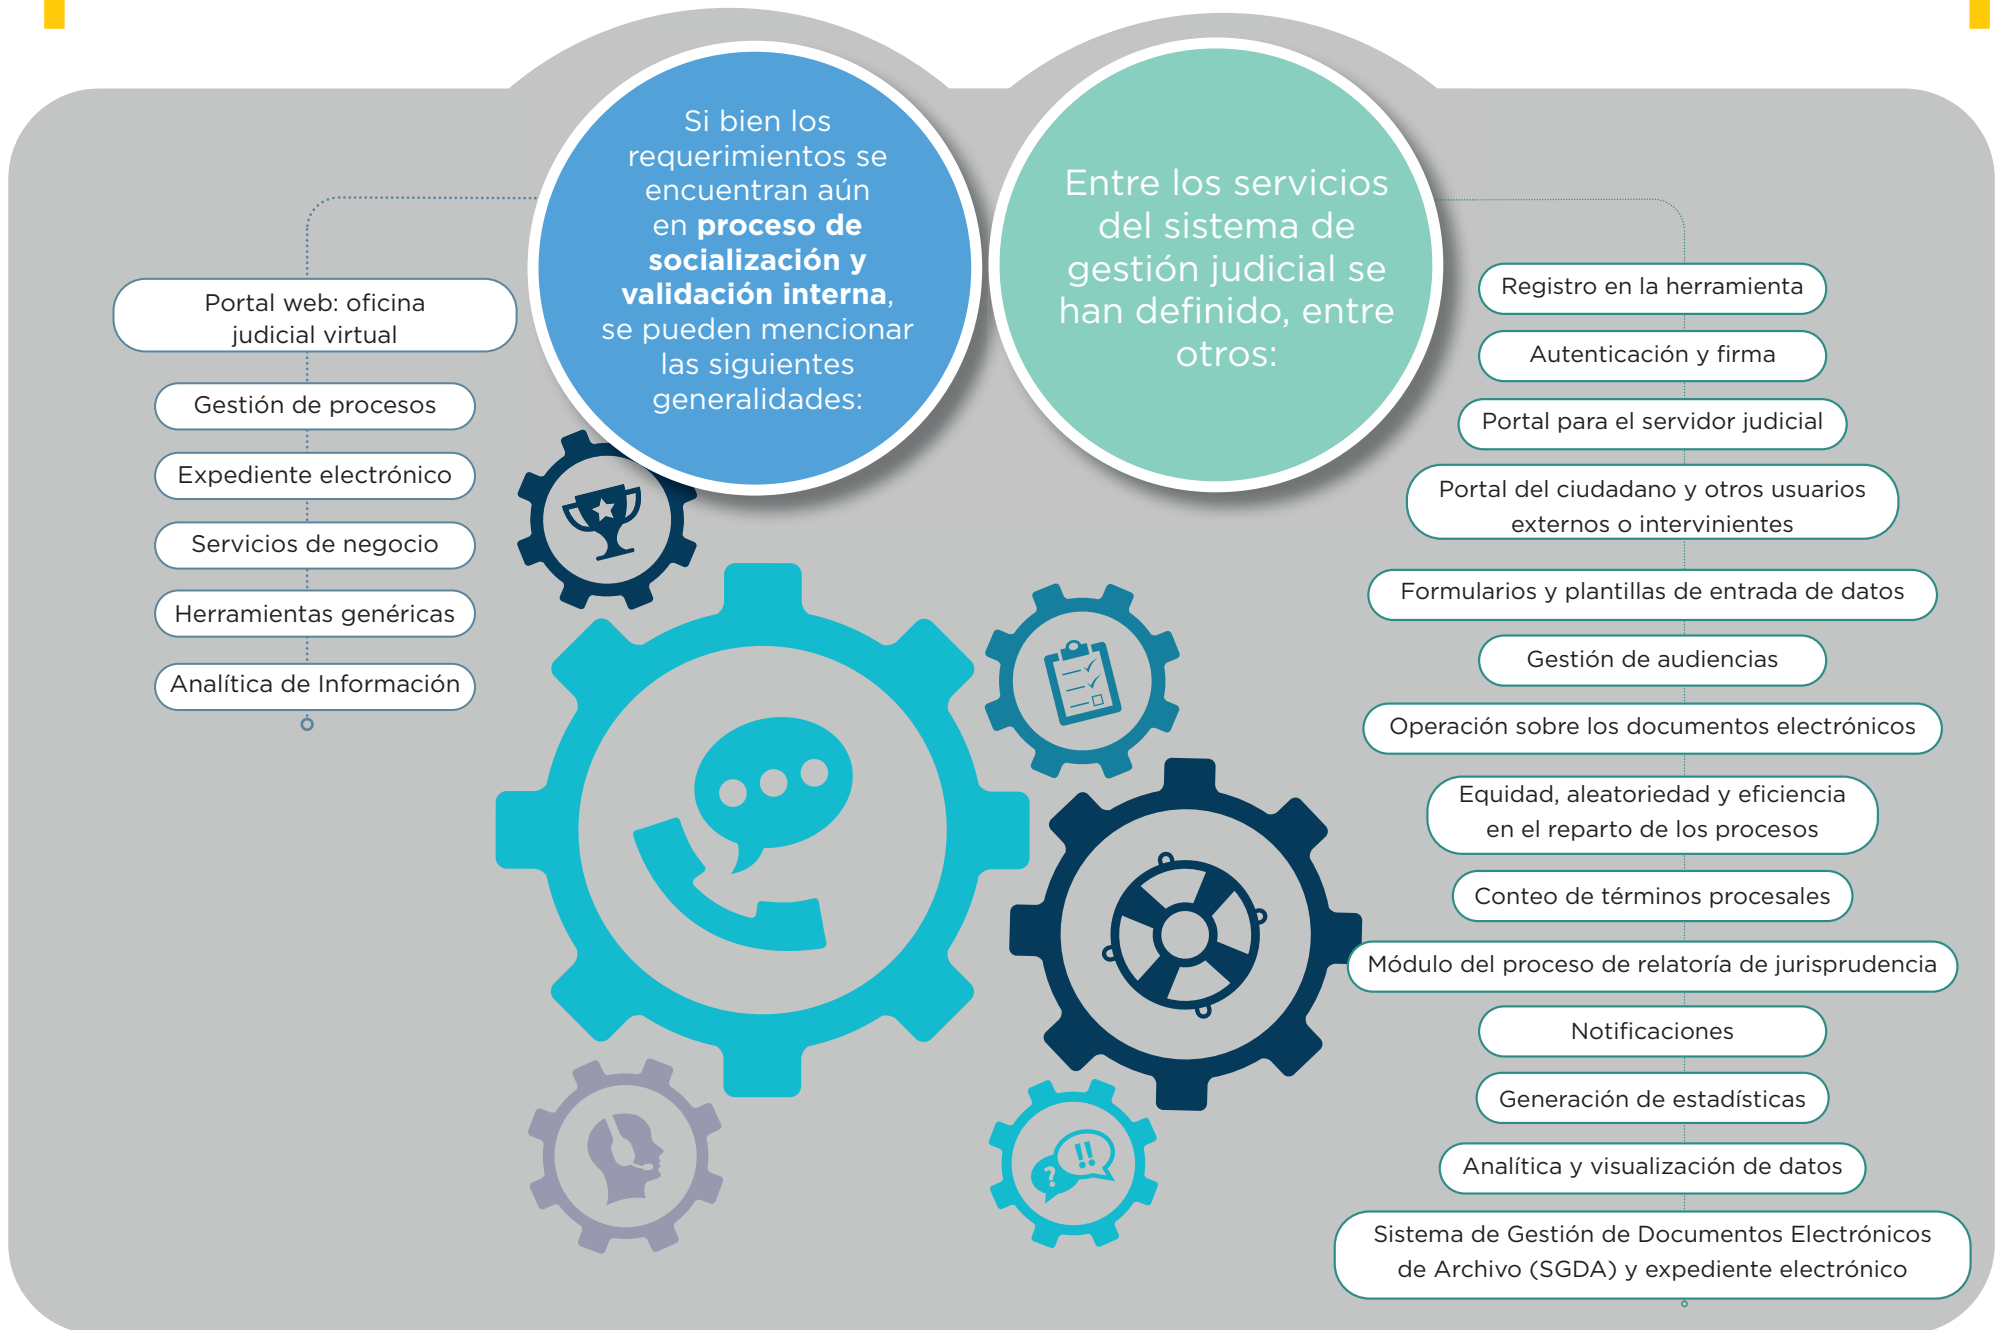 Si bien los
requerimientos se
encuentran aún
en proceso de
socialización y
validación interna,
se pueden mencionar
las siguientes
generalidades:
Portal web: oficina
judicial virtual
Gestión de procesos
Expediente electrónico
Servicios de negocio
Herramientas genéricas
Analítica de Información
Entre los servicios
del sistema de
gestión judicial se
han definido, entre
otros:
Registro en la herramienta
Autenticación y firma
Portal para el servidor judicial
Portal del ciudadano y otros usuarios
externos o intervinientes
Formularios y plantillas de entrada de datos
Gestión de audiencias
Operación sobre los documentos electrónicos
Equidad, aleatoriedad y eficiencia
en el reparto de los procesos
Conteo de términos procesales
Módulo del proceso de relatoría de jurisprudencia
Notificaciones
Generación de estadísticas
Analítica y visualización de datos
Sistema de Gestión de Documentos Electrónicos
de Archivo (SGDA) y expediente electrónico
? !!